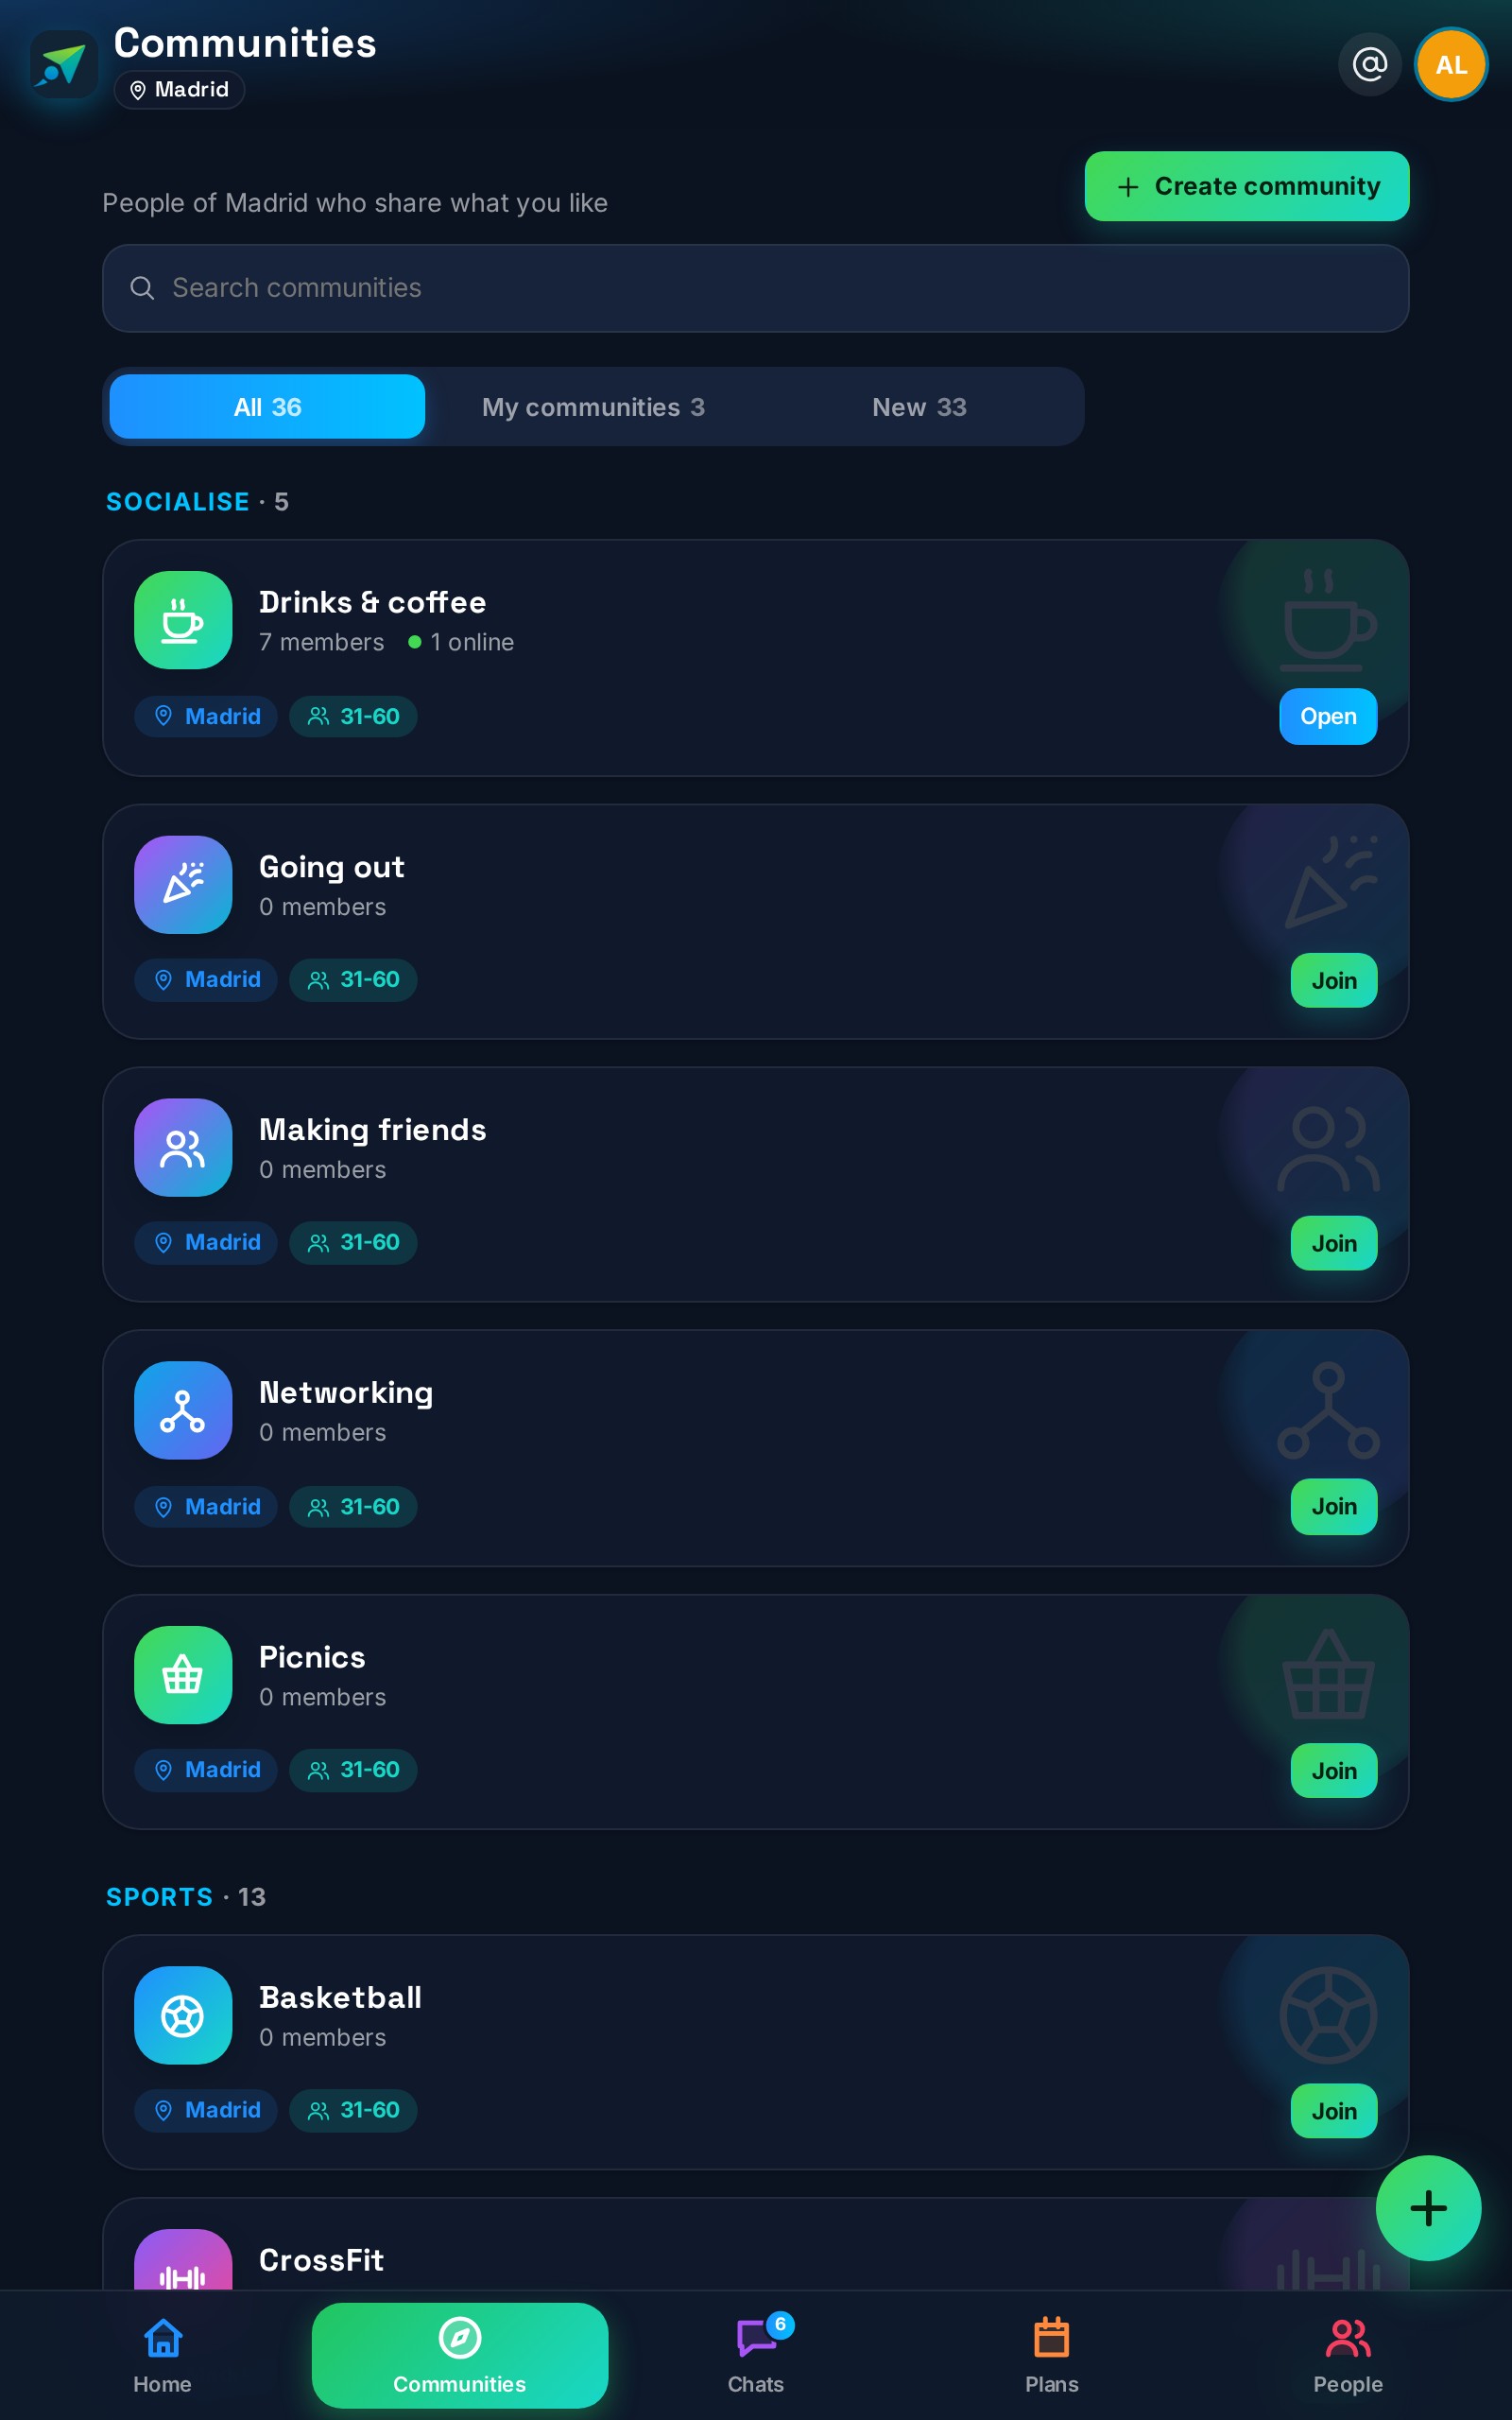 Communities
Madrid
@
AL
People of Madrid who share what you like
+ Create community
Search communities
All 36
My communities 3
New 33
SOCIALISE · 5
Drinks & coffee
7 members 1 online
Madrid 31-60
Open
Going out
0 members
Madrid 31-60
Join
Making friends
0 members
Madrid 31-60
Join
Networking
0 members
Madrid 31-60
Join
Picnics
0 members
Madrid 31-60
Join
SPORTS · 13
Basketball
0 members
Madrid 31-60
Join
CrossFit
+
6
Home
Communities
Chats
Plans
People